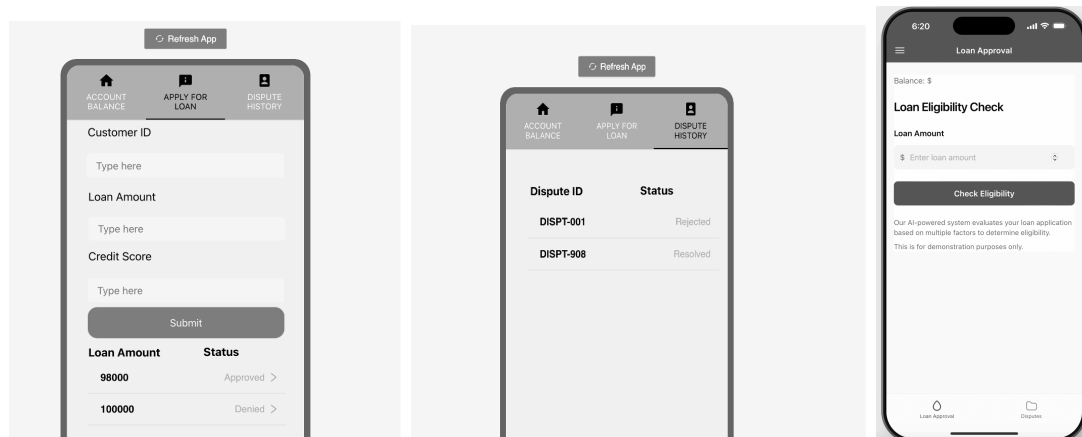 Refresh App
ACCOUNT BALANCE
APPLY FOR LOAN
DISPUTE HISTORY
Customer ID
Type here
Loan Amount
Type here
Credit Score
Type here
Submit
Loan Amount Status
98000 Approved >
100000 Denied >
Refresh App
ACCOUNT BALANCE
APPLY FOR LOAN
DISPUTE HISTORY
Dispute ID Status
DISPT-001 Rejected
DISPT-908 Resolved
6:20
Loan Approval
Balance: $
Loan Eligibility Check
Loan Amount
$ Enter loan amount
Check Eligibility
Our AI-powered system evaluates your loan application
based on multiple factors to determine eligibility.
This is for demonstration purposes only.
Loan Approval Disputes